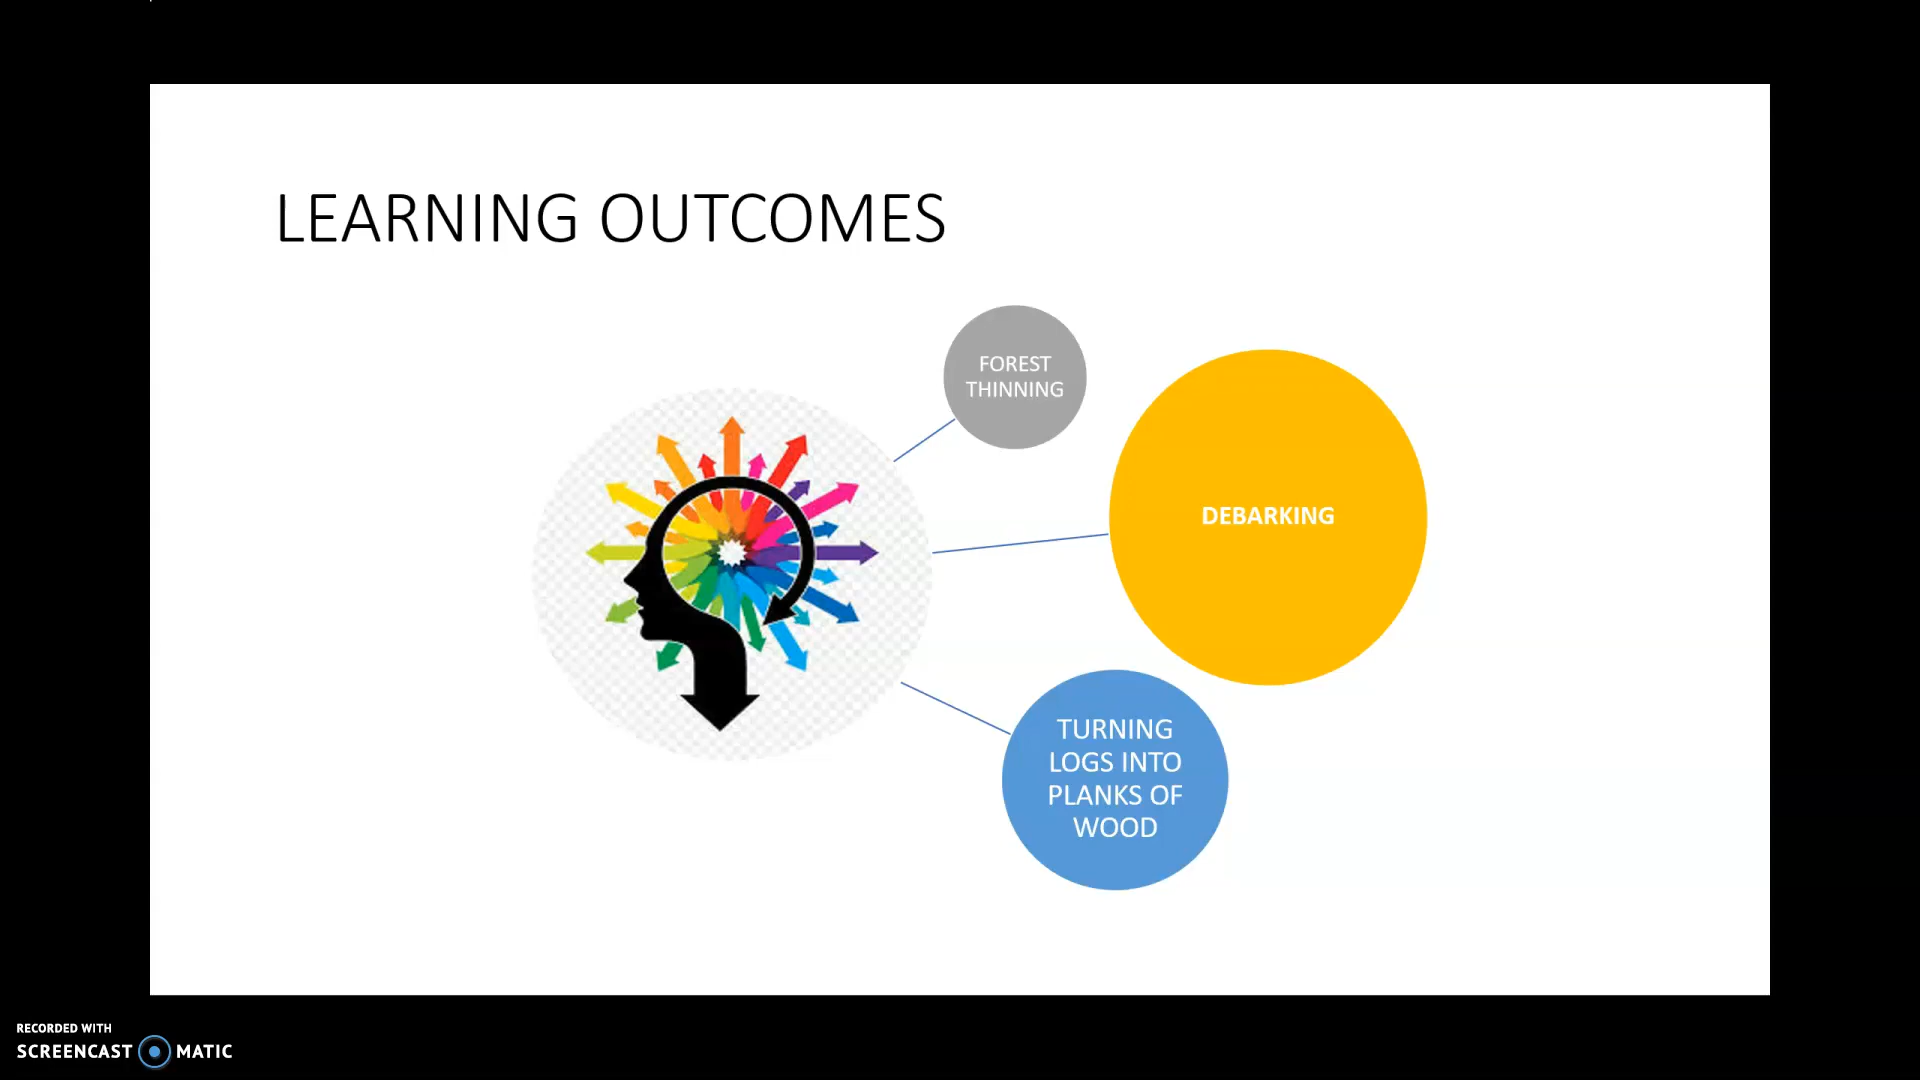 LEARNING OUTCOMES
FOREST
THINNING
DEBARKING
TURNING
LOGS INTO
PLANKS OF
WOOD
RECORDED WITH
SCREENCAST MATIC